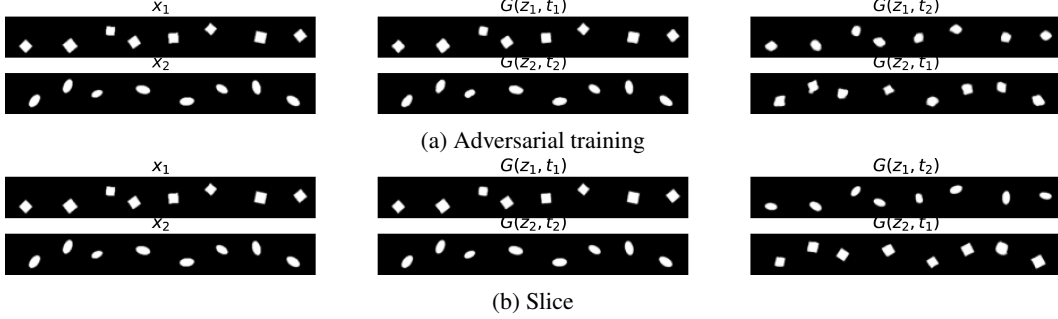 x₁ G(z₁, t₁) G(z₁, t₂)
x₂ G(z₂, t₂) G(z₂, t₁)
(a) Adversarial training
x₁ G(z₁, t₁) G(z₁, t₂)
x₂ G(z₂, t₂) G(z₂, t₁)
(b) Slice